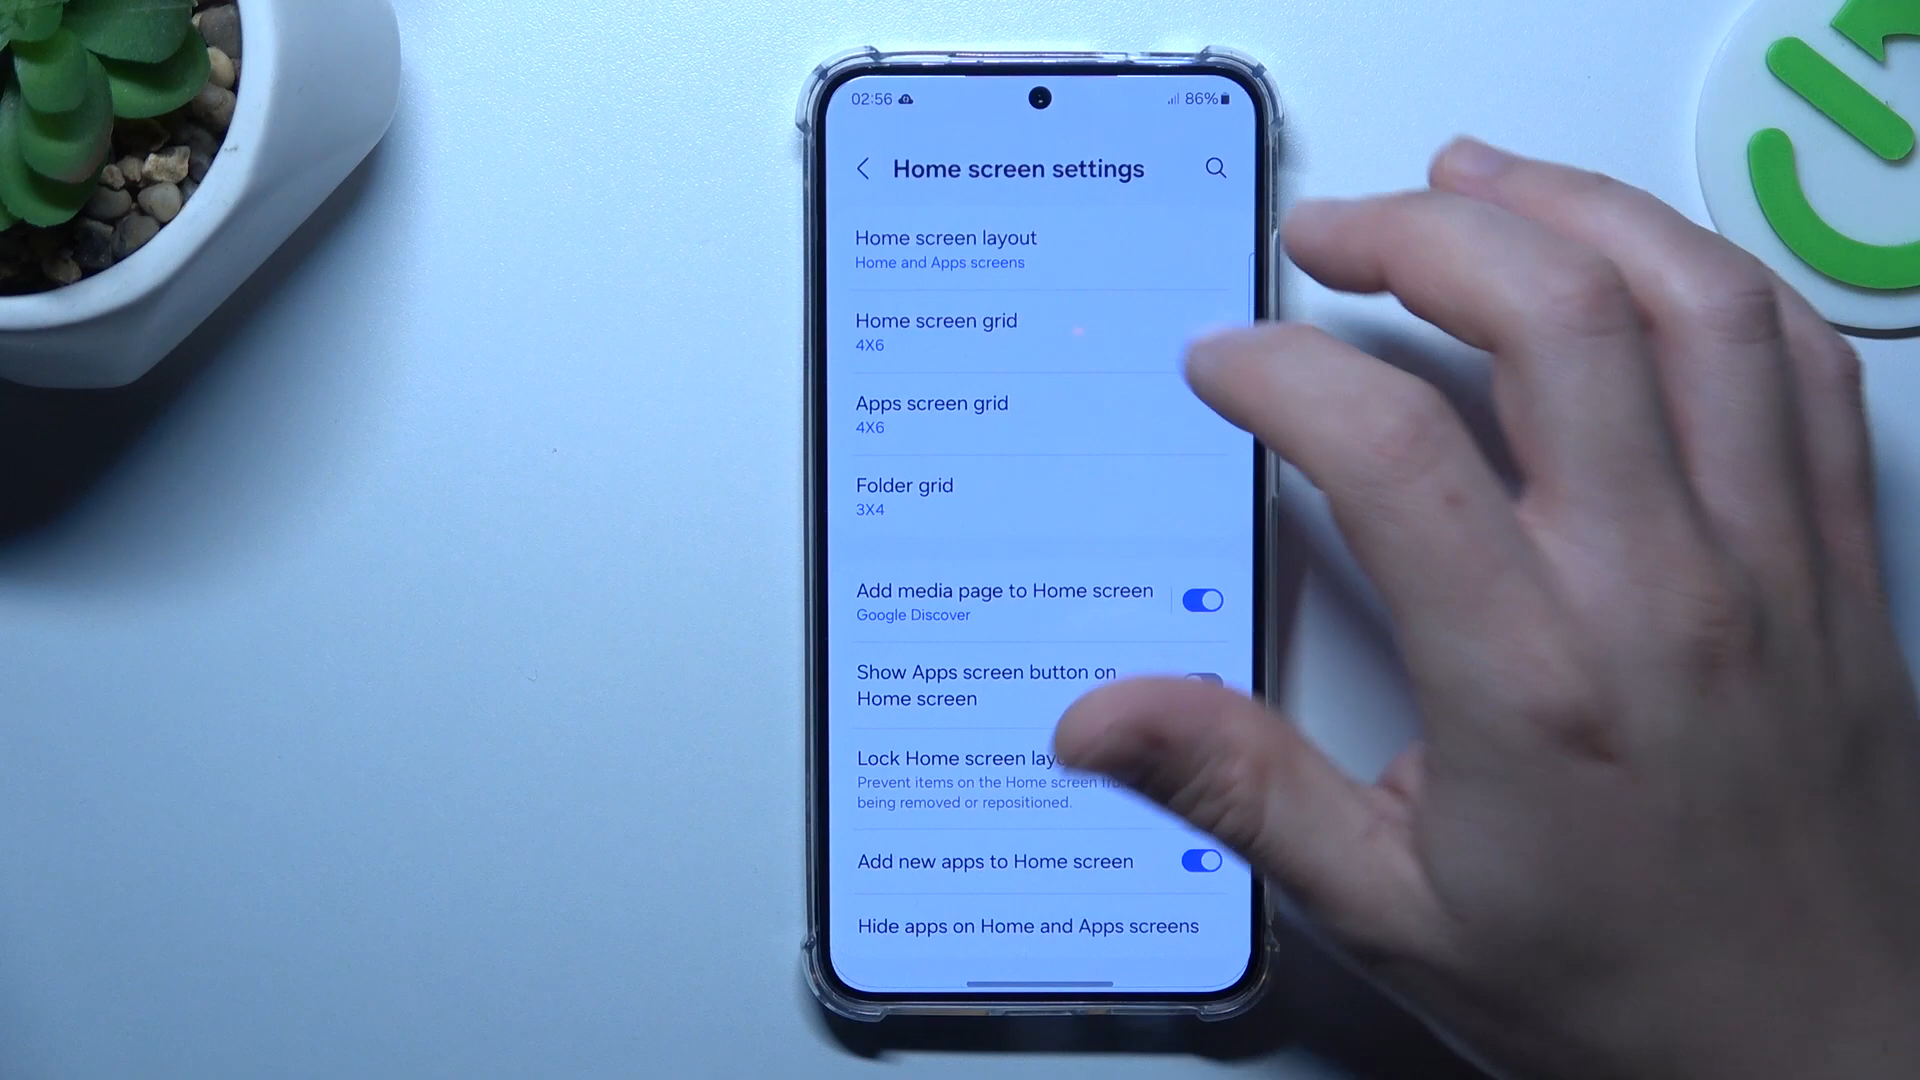 02:56
86%
Home screen settings
Home screen layout
Home and Apps screens
Home screen grid
4X6
Apps screen grid
4X6
Folder grid
3X4
Add media page to Home screen
Google Discover
Show Apps screen button on
Home screen
Lock Home screen
Prevent items on the Home screen
being removed or repositioned.
Add new apps to Home screen
Hide apps on Home and Apps screens